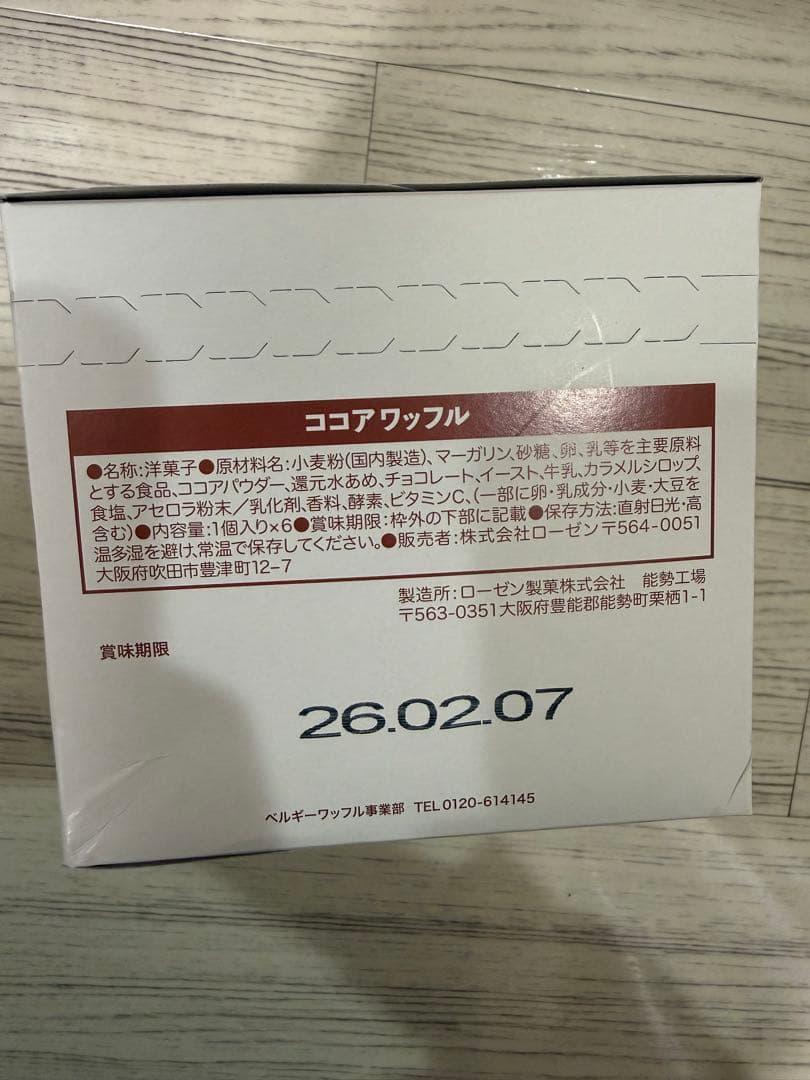 ココアワッフル
●名称:洋菓子●原材料名:小麦粉(国内製造)、マーガリン、砂糖、卵、乳等を主要原料
とする食品、ココアパウダー、還元水あめ、チョコレート、イースト、牛乳、カラメルシロップ、
食塩、アセロラ粉末/乳化剤、香料、酵素、ビタミンC、(一部に卵・乳成分・小麦・大豆を
含む)●内容量:1個入り×6●賞味期限:枠外の下部に記載●保存方法:直射日光・高
温多湿を避け、常温で保存してください。●販売者:株式会社ローゼン〒564-0051
大阪府吹田市豊津町12-7
製造所:ローゼン製菓株式会社 能勢工場
〒563-0351大阪府豊能郡能勢町栗栖1-1
賞味期限
26.02.07
ベルギーワッフル事業部 TEL0120-614145